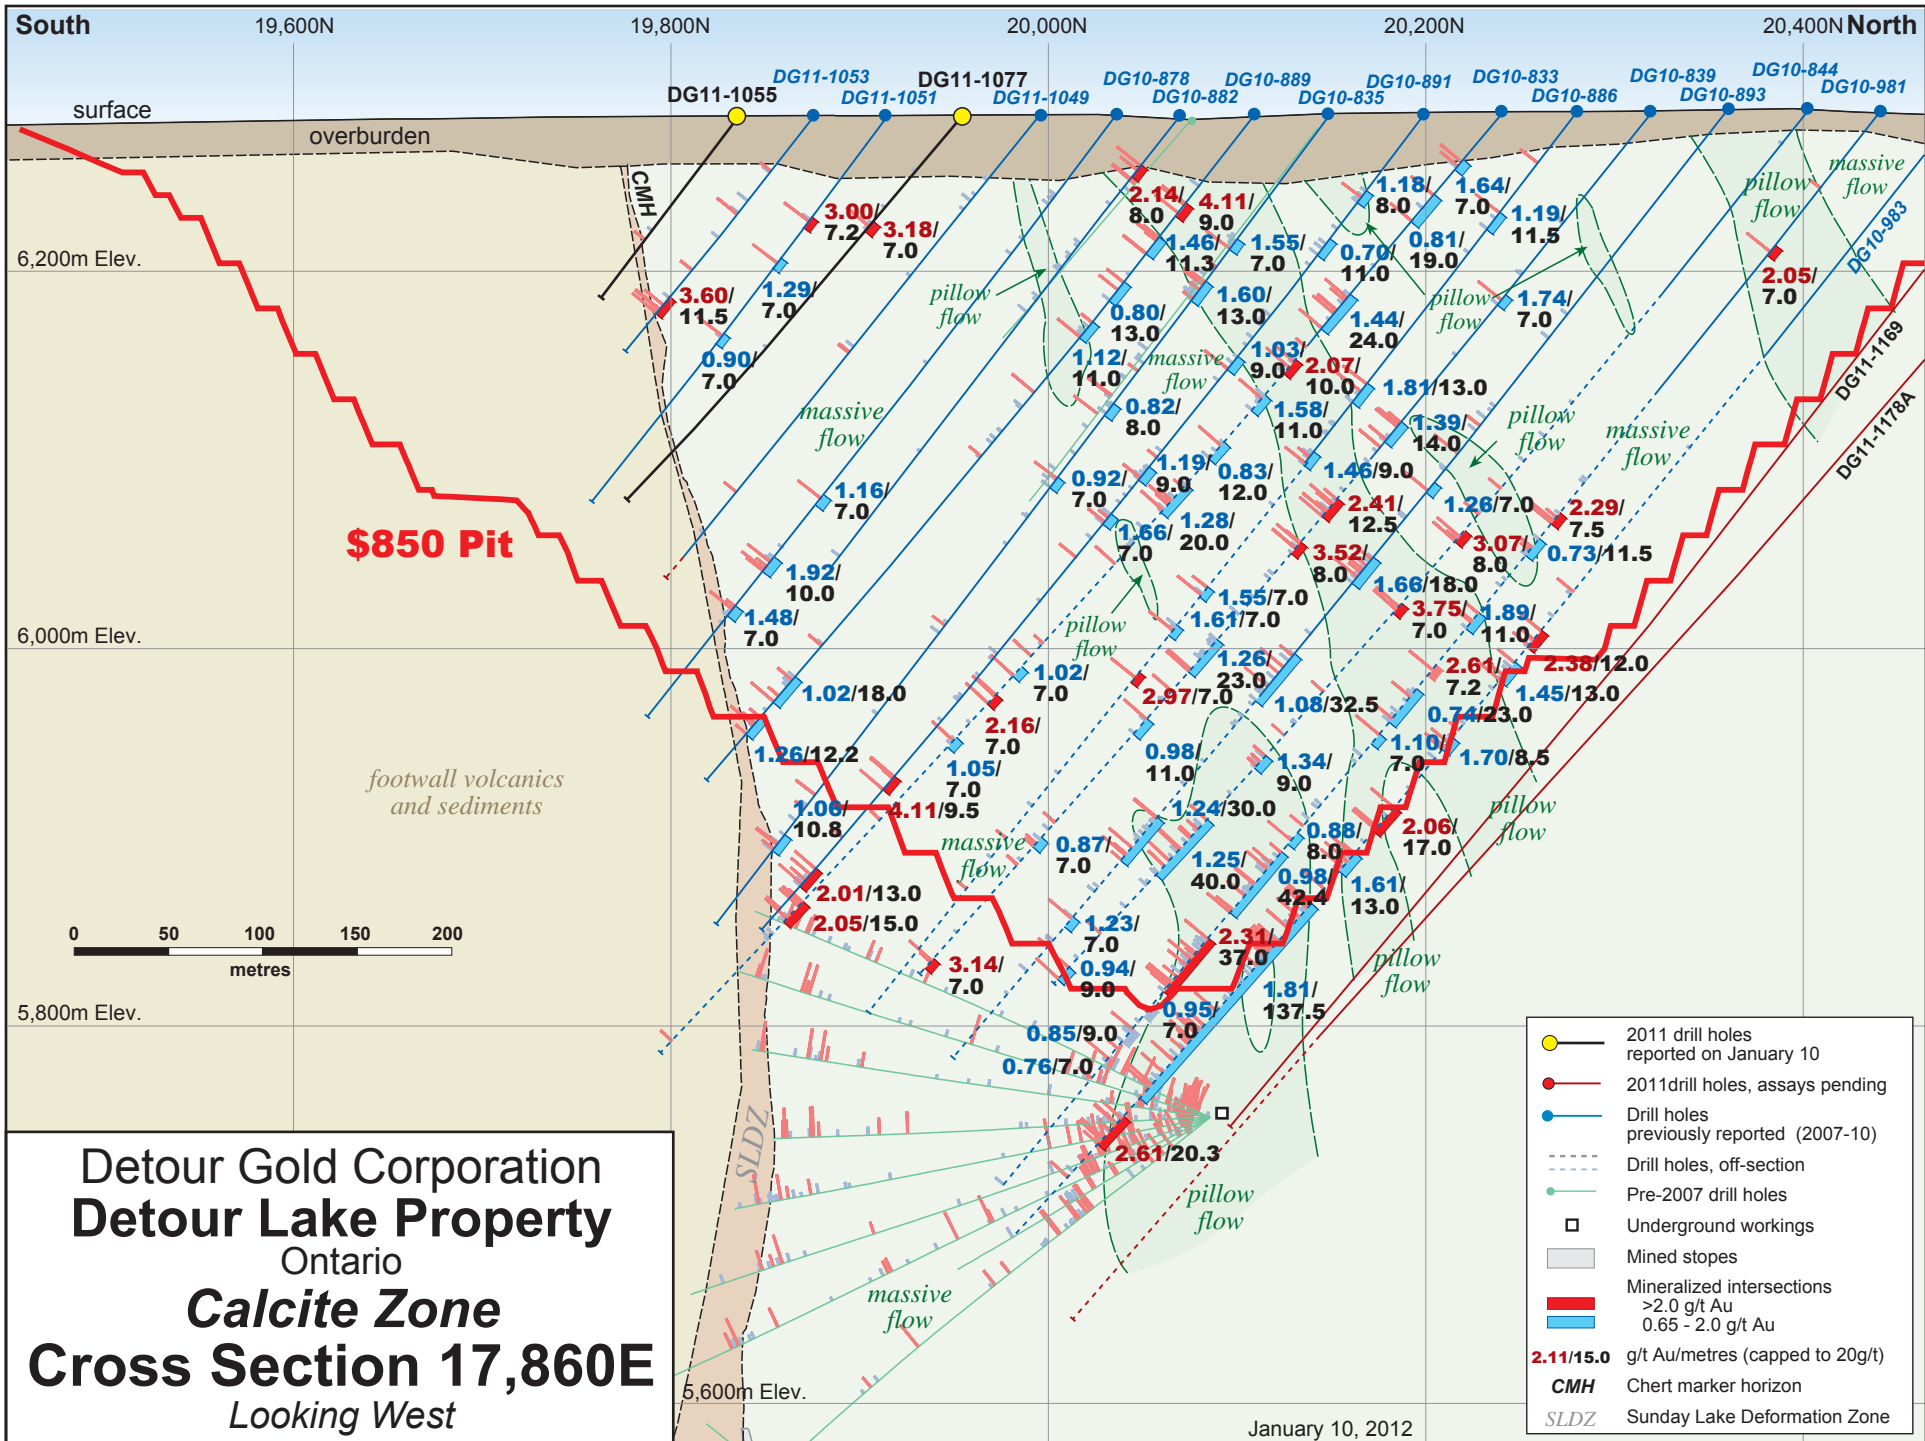 South
19,600N
19,800N
20,000N
20,200N
20,400N
North
DG11-1055
DG11-1053
DG11-1051
DG11-1077
DG11-1049
DG10-878
DG10-882
DG10-889
DG10-835
DG10-891
DG10-833
DG10-886
DG10-839
DG10-893
DG10-844
DG10-981
surface
overburden
CMH
3.00/
7.2
3.18/
7.0
2.14/
8.0
4.11/
9.0
1.46/
11.3
1.55/
7.0
1.18/
8.0
1.64/
7.0
1.19/
11.5
0.81/
19.0
0.70/
11.0
pillow
flow
massive
flow
DG10-983
2.05/
7.0
6,200m Elev.
3.60/
11.5
1.29/
7.0
0.90/
7.0
pillow
flow
0.80/
13.0
1.60/
13.0
1.44/
24.0
pillow
flow
1.74/
7.0
1.12/
11.0
massive
flow
1.03/
9.0
2.07/
10.0
1.81/13.0
DG11-1169
DG11-1178A
massive
flow
0.82/
8.0
1.58/
11.0
1.39/
14.0
pillow
flow
massive
flow
1.16/
7.0
0.92/
7.0
1.19/
9.0
0.83/
12.0
1.46/9.0
1.26/7.0
2.29/
7.5
$850 Pit
1.66/
7.0
1.28/
20.0
2.41/
12.5
3.52/
8.0
3.07/
8.0
0.73/11.5
1.92/
10.0
1.48/
7.0
1.55/7.0
1.61/7.0
1.66/18.0
3.75/
7.0
1.89/
11.0
6,000m Elev.
pillow
flow
1.02/18.0
1.02/
7.0
2.97/7.0
1.26/
23.0
1.08/32.5
2.61/
7.2
2.38/12.0
1.45/13.0
0.74/23.0
1.26/12.2
2.16/
7.0
1.05/
7.0
0.98/
11.0
1.34/
9.0
1.10/
7.0
1.70/8.5
footwall volcanics
and sediments
1.06/
10.8
4.11/9.5
massive
flow
0.87/
7.0
1.24/30.0
1.25/
40.0
0.88/
8.0
0.98/
42.4
2.06/
17.0
1.61/
13.0
pillow
flow
2.01/13.0
2.05/15.0
1.23/
7.0
2.31/
37.0
0 50 100 150 200
metres
3.14/
7.0
0.94/
9.0
pillow
flow
5,800m Elev.
0.85/9.0
0.76/7.0
0.95/
7.0
1.81/
137.5
SLDZ
2.61/20.3
pillow
flow
massive
flow
5,600m Elev.
January 10, 2012
Detour Gold Corporation
Detour Lake Property
Ontario
Calcite Zone
Cross Section 17,860E
Looking West
2011 drill holes
reported on January 10
2011drill holes, assays pending
Drill holes
previously reported (2007-10)
Drill holes, off-section
Pre-2007 drill holes
Underground workings
Mined stopes
Mineralized intersections
>2.0 g/t Au
0.65 - 2.0 g/t Au
2.11/15.0 g/t Au/metres (capped to 20g/t)
CMH Chert marker horizon
SLDZ Sunday Lake Deformation Zone